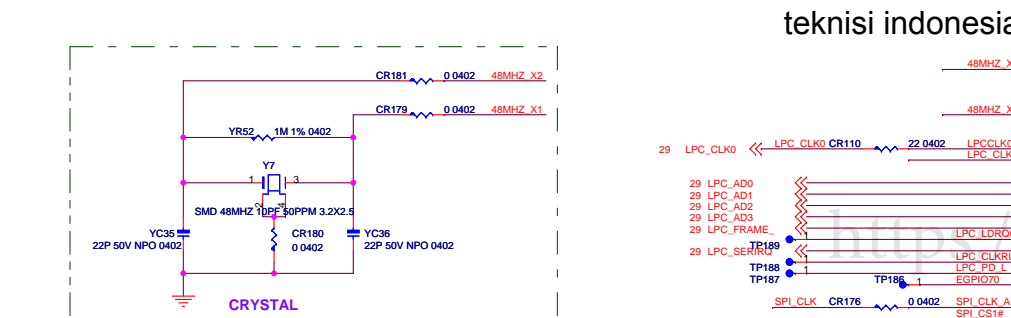 teknisi indonesia
CR181 0 0402 48MHZ_X2
CR179 0 0402 48MHZ_X1
YR52 1M 1% 0402
Y7
1 3
2 4
SMD 48MHZ 10PF 50PPM 3.2X2.5
YC35
22P 50V NPO 0402
CR180
0 0402
YC36
22P 50V NPO 0402
CRYSTAL
48MHZ_X
48MHZ_X
29 LPC_CLK0 LPC_CLK0 CR110 22 0402 LPCCLK0
LPC_CLK
29 LPC_AD0
29 LPC_AD1
29 LPC_AD2
29 LPC_AD3
29 LPC_FRAME_
1 LPC_LDRQ
TP189
29 LPC_SERIRQ
https:/
1 LPC_CLKRU
TP188
1 LPC_PD_L
TP187
TP186 1 EGPIO70
SPI_CLK CR176 0 0402 SPI_CLK_A
SPI_CS1#